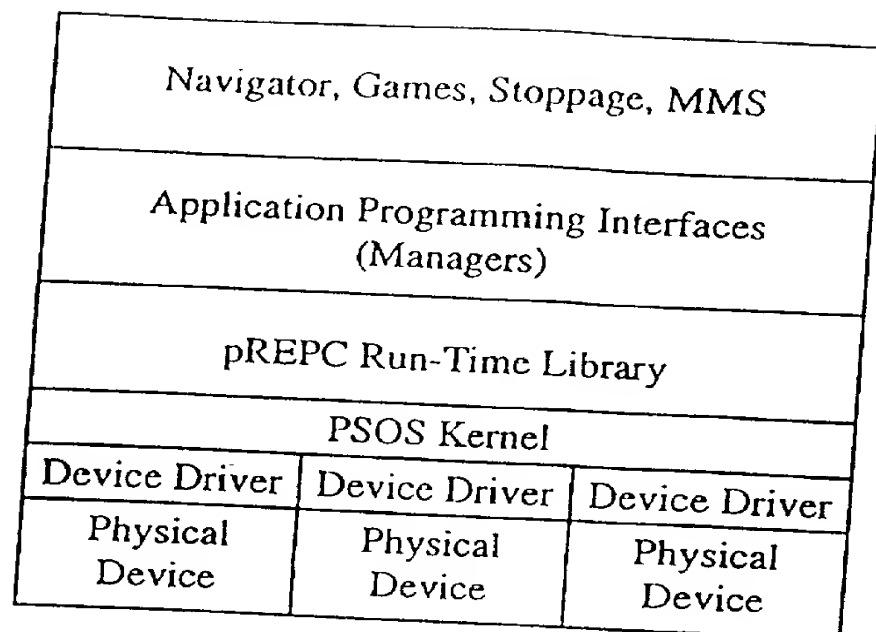 Navigator, Games, Stoppage, MMS
Application Programming Interfaces
(Managers)
pREPC Run-Time Library
PSOS Kernel
Device Driver Device Driver Device Driver
Physical Physical Physical
Device Device Device